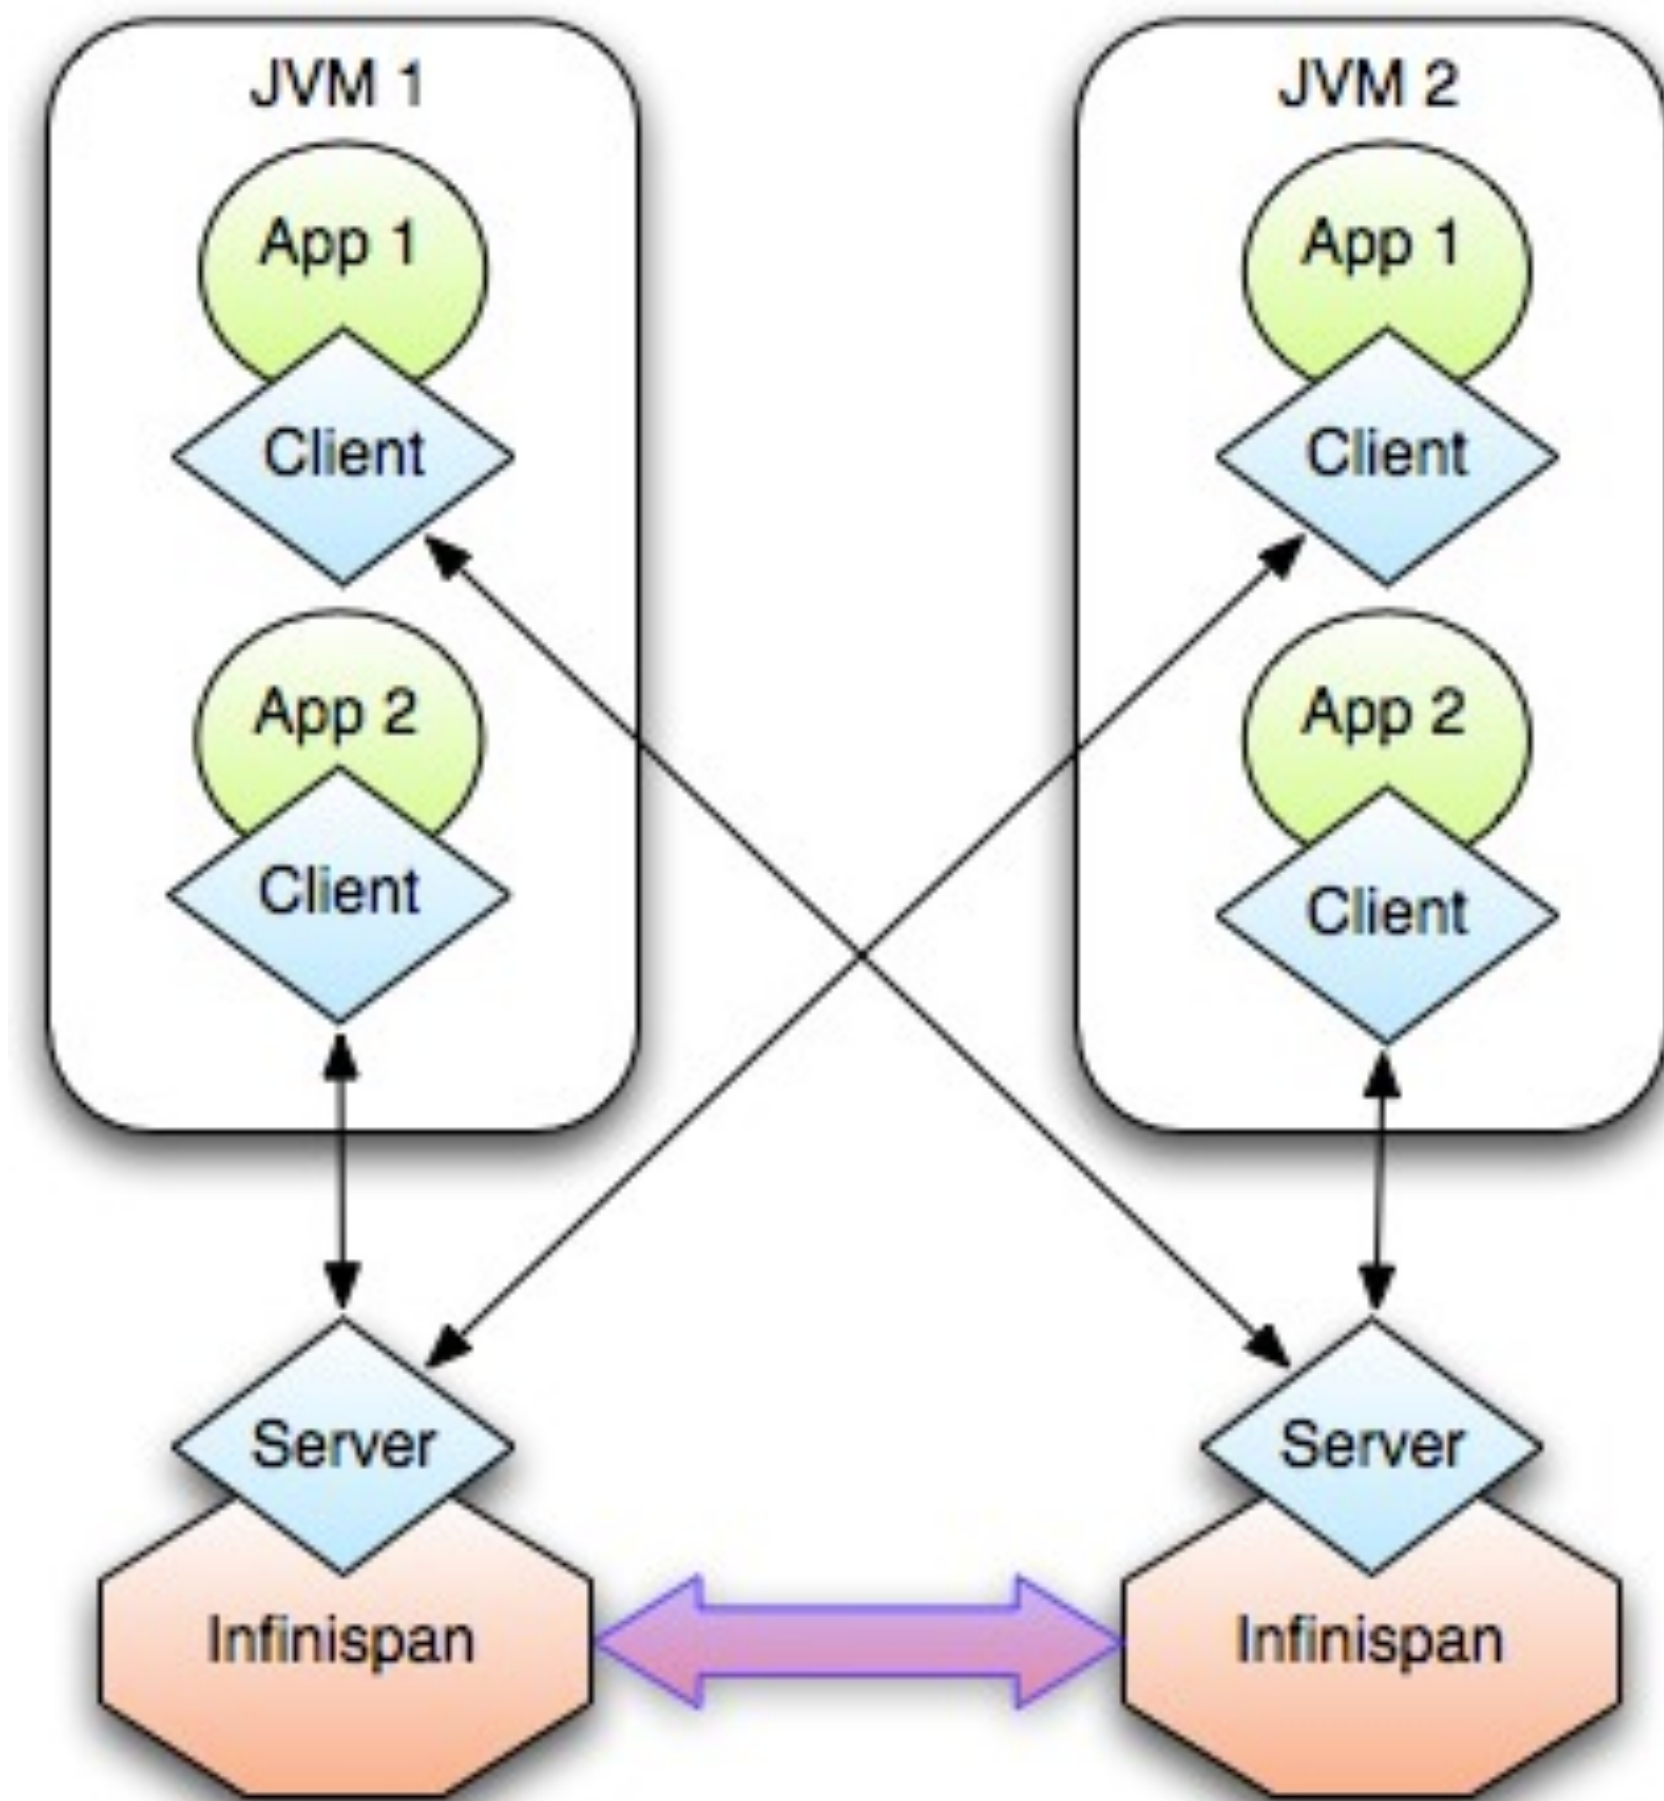 JVM 1
App 1
Client
App 2
Client
JVM 2
App 1
Client
App 2
Client
Server
Infinispan
Server
Infinispan